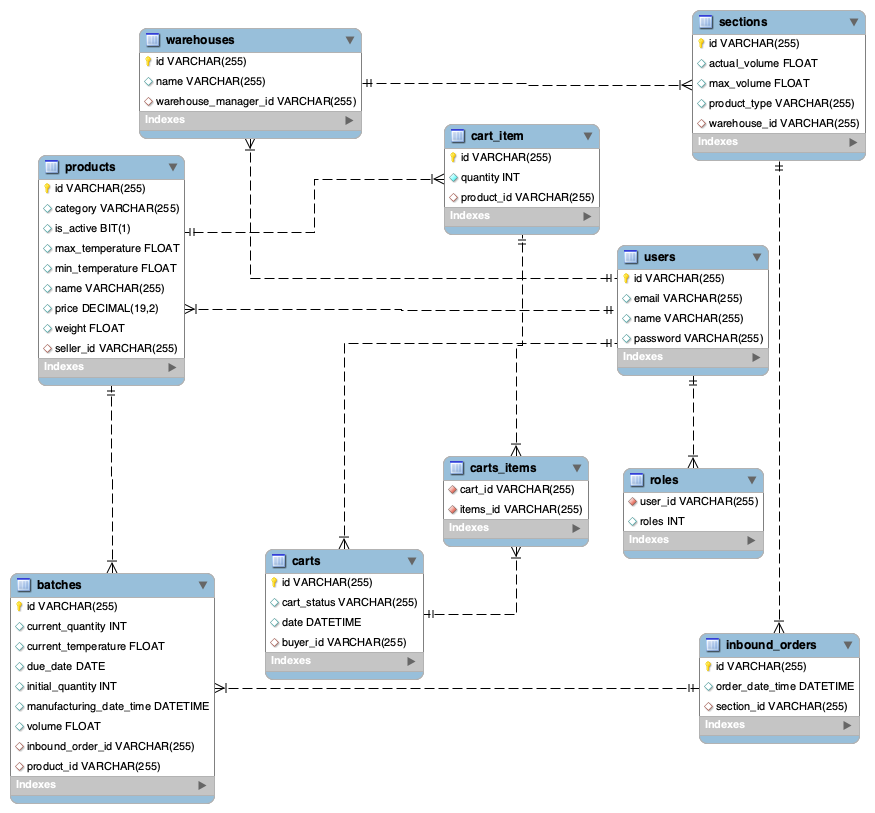 warehouses
id VARCHAR(255)
name VARCHAR(255)
warehouse_manager_id VARCHAR(255)
Indexes
sections
id VARCHAR(255)
actual_volume FLOAT
max_volume FLOAT
product_type VARCHAR(255)
warehouse_id VARCHAR(255)
Indexes
cart_item
id VARCHAR(255)
quantity INT
product_id VARCHAR(255)
Indexes
products
id VARCHAR(255)
category VARCHAR(255)
is_active BIT(1)
max_temperature FLOAT
min_temperature FLOAT
name VARCHAR(255)
price DECIMAL(19,2)
weight FLOAT
seller_id VARCHAR(255)
Indexes
users
id VARCHAR(255)
email VARCHAR(255)
name VARCHAR(255)
password VARCHAR(255)
Indexes
carts_items
cart_id VARCHAR(255)
items_id VARCHAR(255)
Indexes
roles
user_id VARCHAR(255)
roles INT
Indexes
carts
id VARCHAR(255)
cart_status VARCHAR(255)
date DATETIME
buyer_id VARCHAR(255)
Indexes
batches
id VARCHAR(255)
current_quantity INT
current_temperature FLOAT
due_date DATE
initial_quantity INT
manufacturing_date_time DATETIME
volume FLOAT
inbound_order_id VARCHAR(255)
product_id VARCHAR(255)
Indexes
inbound_orders
id VARCHAR(255)
order_date_time DATETIME
section_id VARCHAR(255)
Indexes